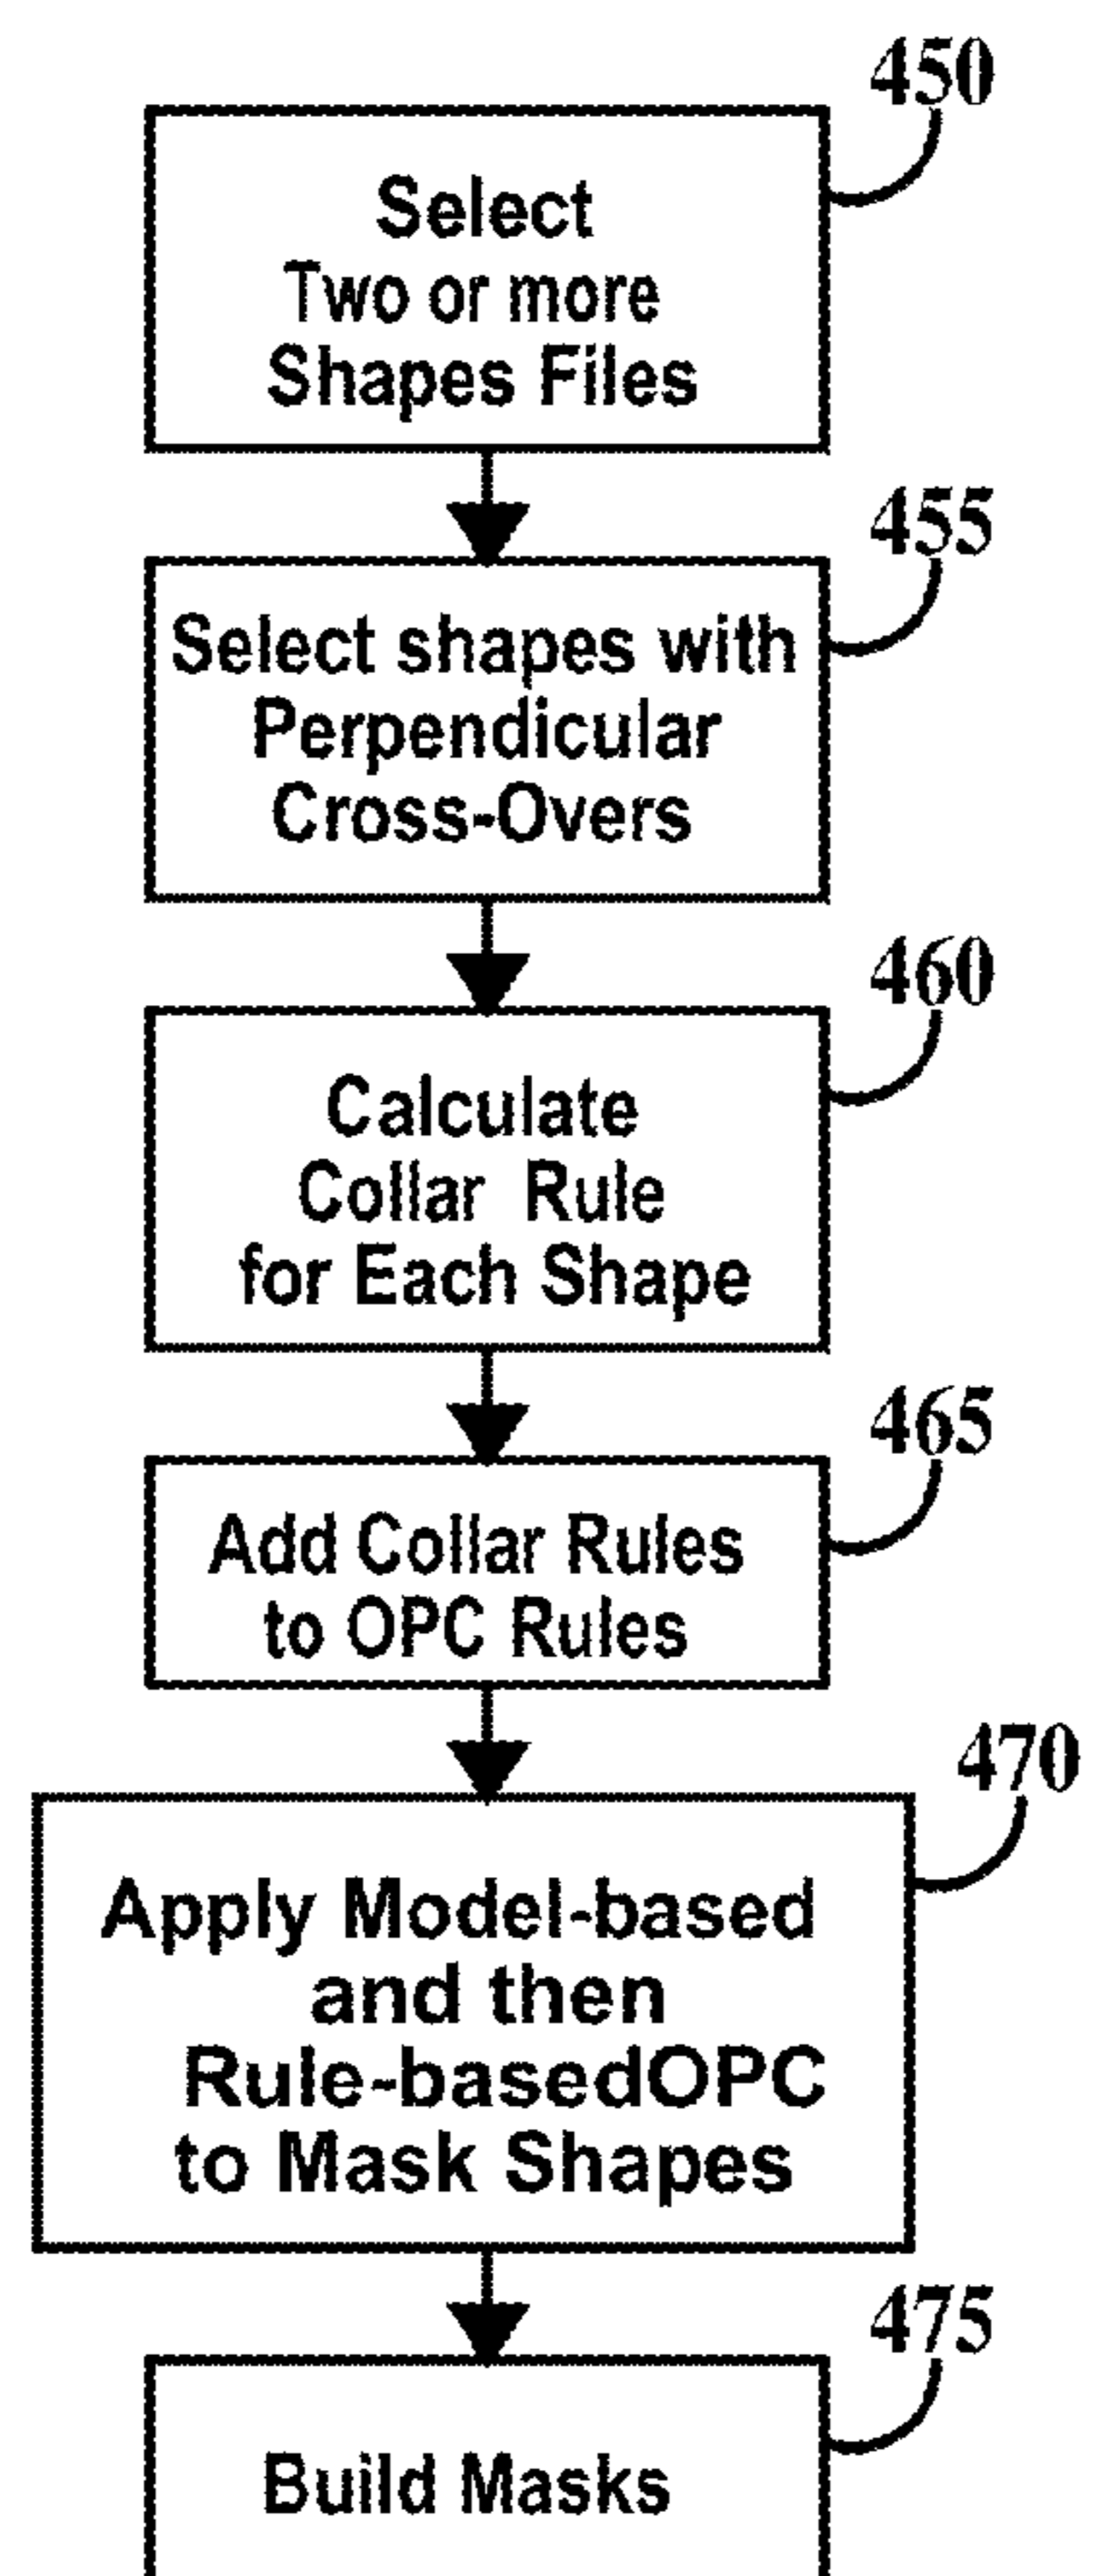 450
Select
Two or more
Shapes Files
455
Select shapes with
Perpendicular
Cross-Overs
460
Calculate
Collar Rule
for Each Shape
465
Add Collar Rules
to OPC Rules
470
Apply Model-based
and then
Rule-basedOPC
to Mask Shapes
475
Build Masks